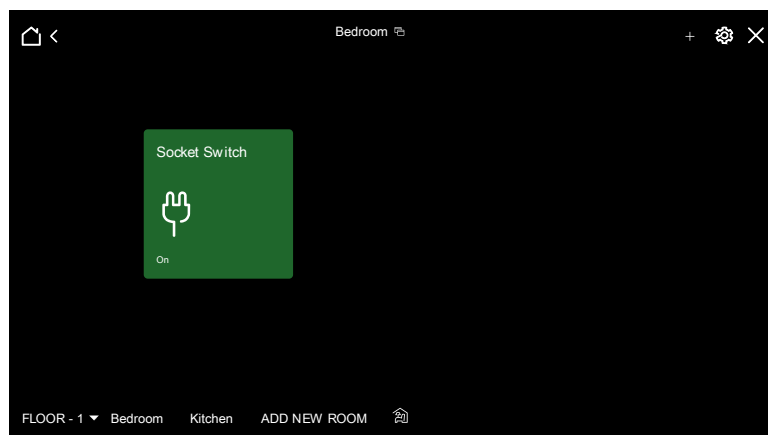 Bedroom
+
Socket Switch
On
FLOOR - 1 Bedroom Kitchen ADD NEW ROOM